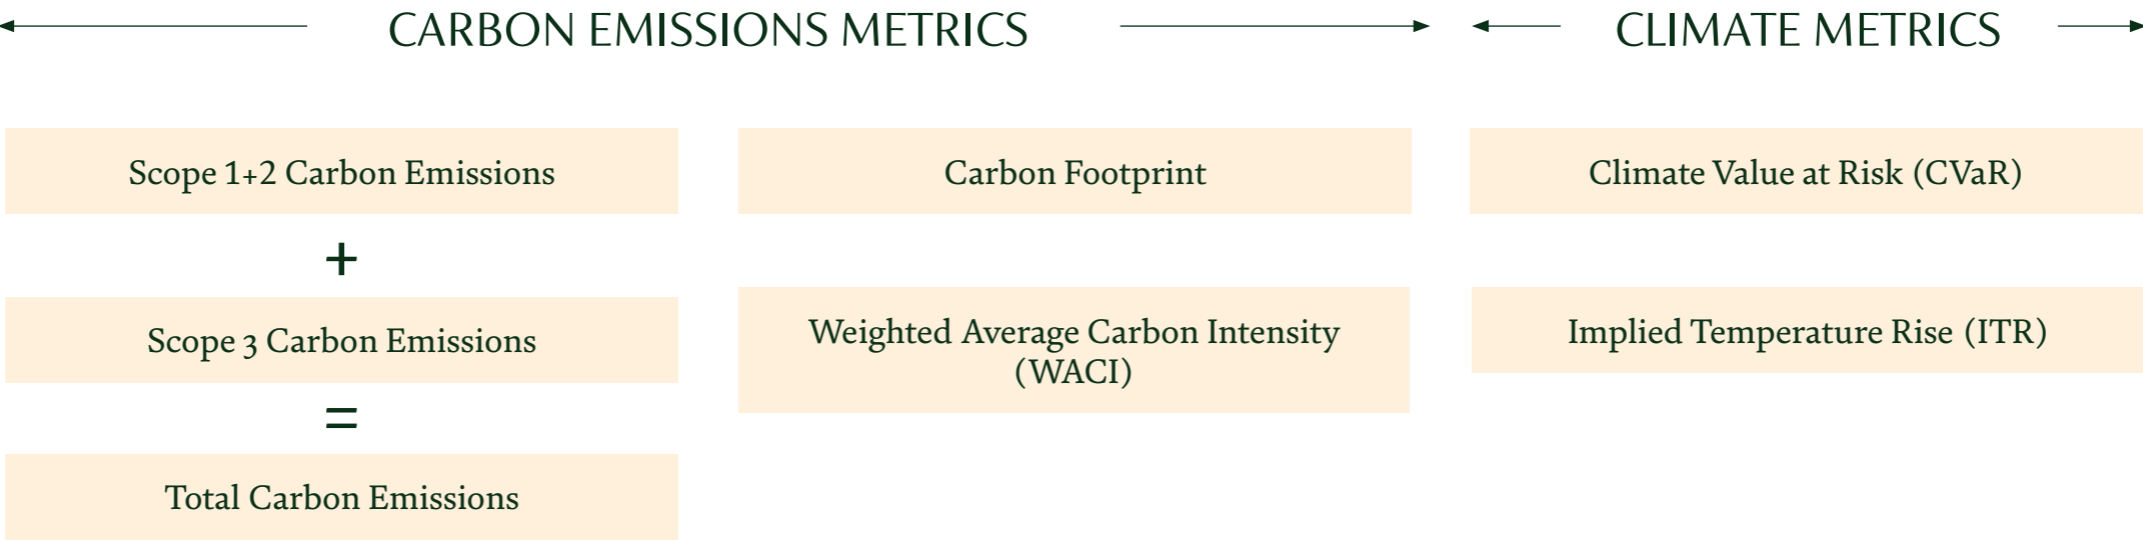 CARBON EMISSIONS METRICS
CLIMATE METRICS
Scope 1+2 Carbon Emissions
+
Scope 3 Carbon Emissions
=
Total Carbon Emissions
Carbon Footprint
Weighted Average Carbon Intensity
(WACI)
Climate Value at Risk (CVaR)
Implied Temperature Rise (ITR)